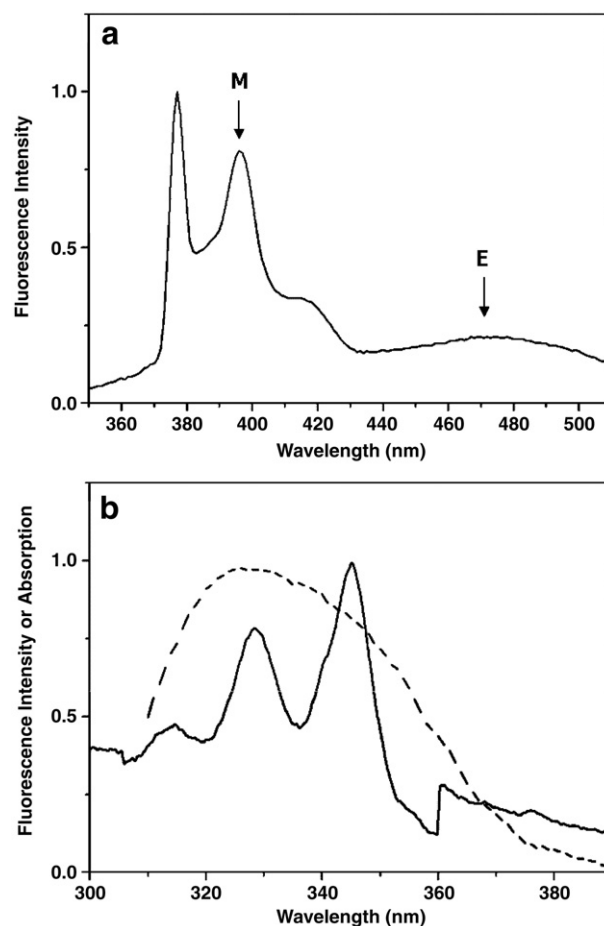 a
M
E
1.0
0.5
0.0
Fluorescence Intensity
360 380 400 420 440 460 480 500
Wavelength (nm)
b
1.0
0.5
0.0
Fluorescence Intensity or Absorption
300 320 340 360 380
Wavelength (nm)